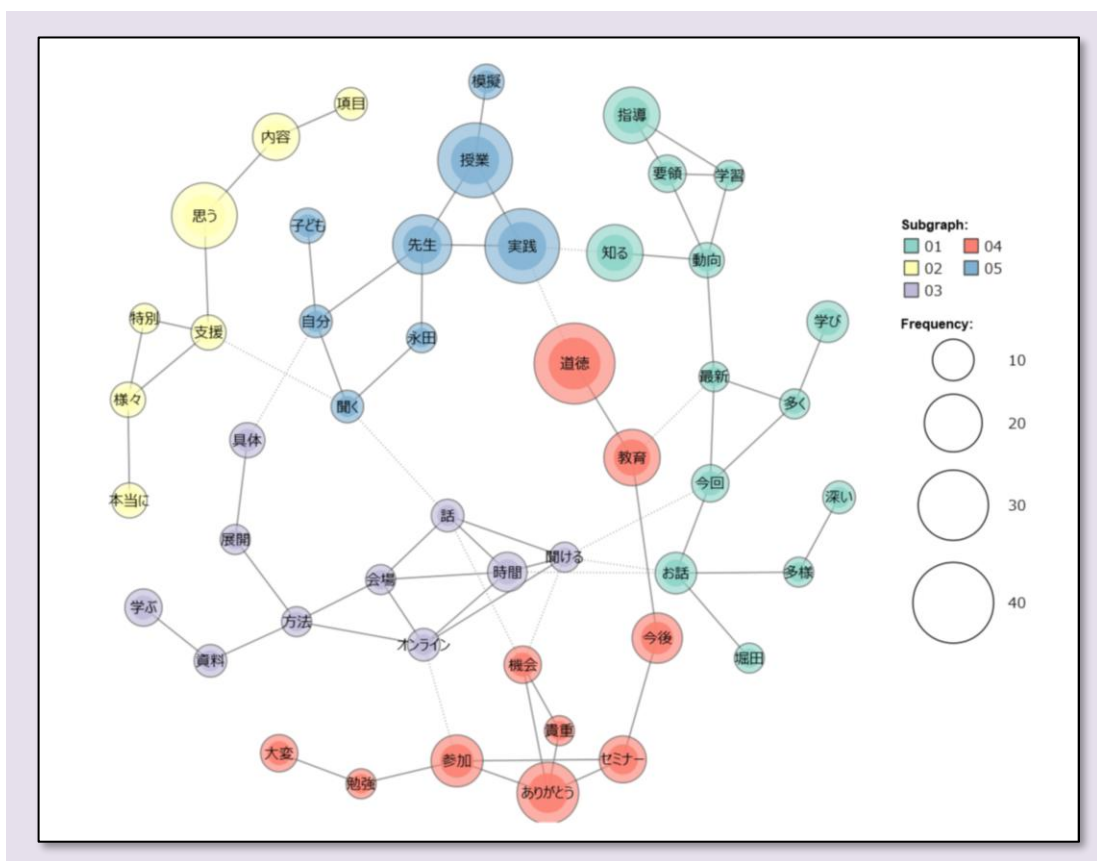 模擬
項目
指導
内容
授業
要領
学習
思う
子ども
先生
実践
知る
動向
特別
支援
自分
永田
学び
道徳
最新
様々
聞く
多く
具体
教育
今回
本当に
深い
話
展開
聞ける
時間
会場
お話
多様
学ぶ
方法
オンライン
今後
資料
機会
堀田
貴重
大変
参加
セミナー
勉強
ありがとう
Subgraph:
01 04
02 05
03
Frequency:
10
20
30
40